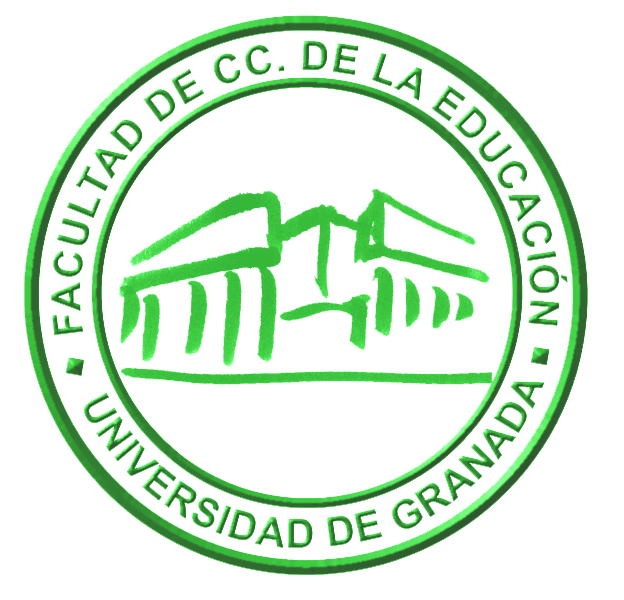 FACULTAD DE CC. DE LA EDUCACIÓN
UNIVERSIDAD DE GRANADA